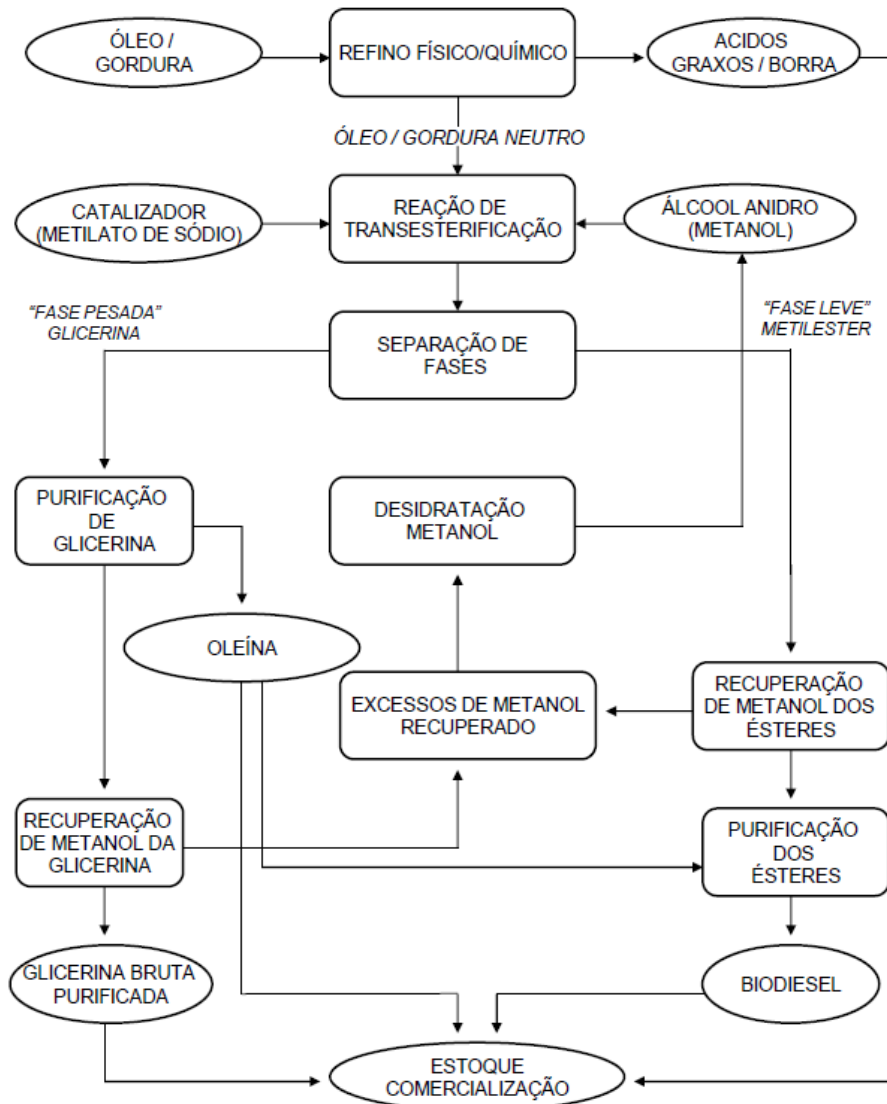 ÓLEO /
GORDURA
REFINO FÍSICO/QUÍMICO
ACIDOS
GRAXOS / BORRA
ÓLEO / GORDURA NEUTRO
CATALIZADOR
(METILATO DE SÓDIO)
REAÇÃO DE
TRANSESTERIFICAÇÃO
ÁLCOOL ANIDRO
(METANOL)
“FASE PESADA”
GLICERINA
SEPARAÇÃO DE
FASES
“FASE LEVE”
METILESTER
PURIFICAÇÃO
DE
GLICERINA
DESIDRATAÇÃO
METANOL
OLEÍNA
EXCESSOS DE METANOL
RECUPERADO
RECUPERAÇÃO
DE METANOL DOS
ÉSTERES
RECUPERAÇÃO
DE METANOL DA
GLICERINA
PURIFICAÇÃO
DOS
ÉSTERES
GLICERINA BRUTA
PURIFICADA
BIODIESEL
ESTOQUE
COMERCIALIZAÇÃO